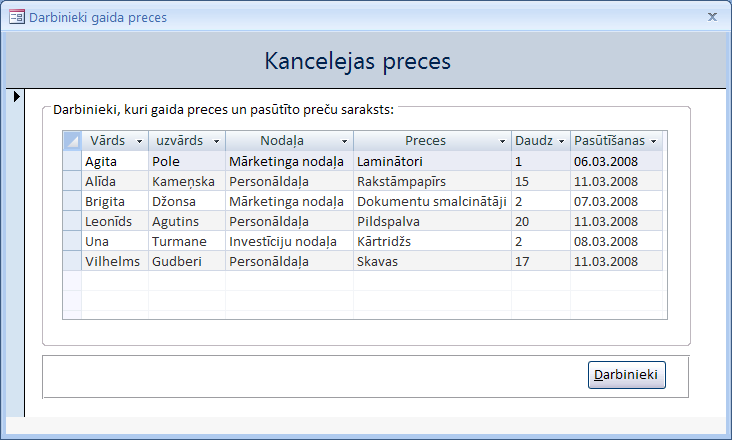 Darbinieki gaida preces
Kancelejas preces
Darbinieki, kuri gaida preces un pasūtīto preču saraksts:
Vārds uzvārds Nodaļa Preces Daudz Pasūtīšanas
Agita Pole Mārketinga nodaļa Laminātori 1 06.03.2008
Alīda Kameņska Personāldaļa Rakstāmpapīrs 15 11.03.2008
Brigita Džonsa Mārketinga nodaļa Dokumentu smalcinātāji 2 07.03.2008
Leonīds Agutins Personāldaļa Pildspalva 20 11.03.2008
Una Turmane Investīciju nodaļa Kārtridžs 2 08.03.2008
Vilhelms Gudberi Personāldaļa Skavas 17 11.03.2008
Darbinieki